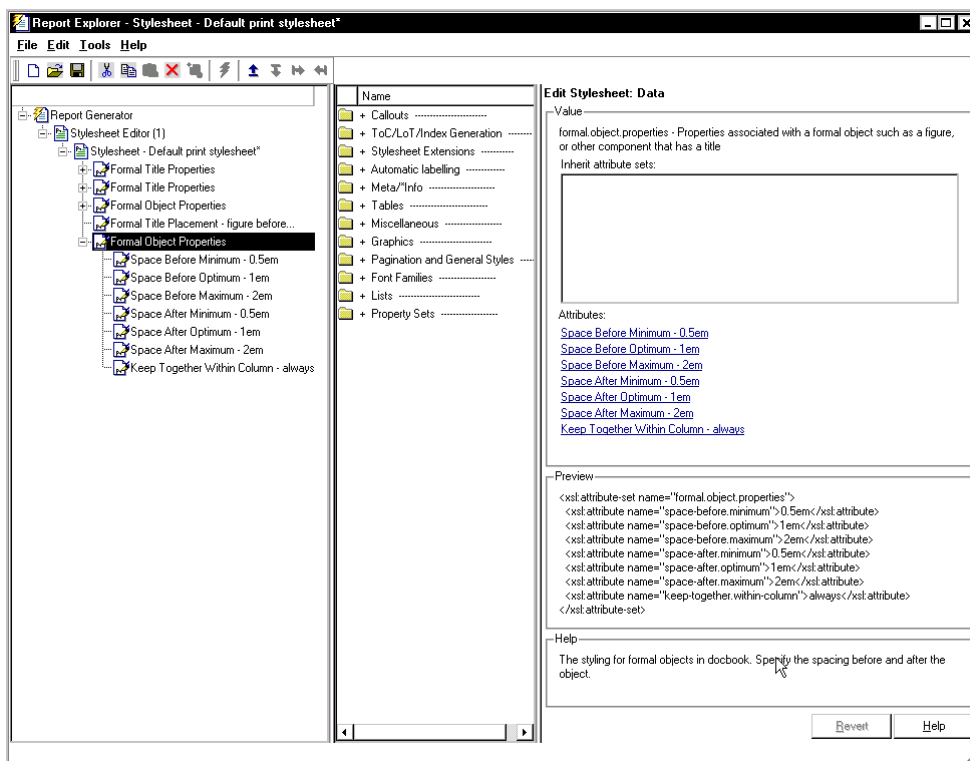 Report Explorer - Stylesheet - Default print stylesheet*
File Edit Tools Help
Report Generator
Stylesheet Editor (1)
Stylesheet - Default print stylesheet*
Formal Title Properties
Formal Title Properties
Formal Object Properties
Formal Title Placement - figure before...
Formal Object Properties
Space Before Minimum - 0.5em
Space Before Optimum - 1em
Space Before Maximum - 2em
Space After Minimum - 0.5em
Space After Optimum - 1em
Space After Maximum - 2em
Keep Together Within Column - always
Name
+ Callouts -----------------------
+ ToC/LoT/Index Generation -------
+ Stylesheet Extensions ----------
+ Automatic labelling -----------------
+ Meta/*Info ---------------------
+ Tables ----------------------
+ Miscellaneous --------------------
+ Graphics ----------------------
+ Pagination and General Styles ----
+ Font Families --------------------
+ Lists -------------------------
+ Property Sets -----------------
Edit Stylesheet: Data
Value
formal.object.properties - Properties associated with a formal object such as a figure,
or other component that has a title
Inherit attribute sets:
Attributes:
Space Before Minimum - 0.5em
Space Before Optimum - 1em
Space Before Maximum - 2em
Space After Minimum - 0.5em
Space After Optimum - 1em
Space After Maximum - 2em
Keep Together Within Column - always
Preview
<xsl:attribute-set name="formal.object.properties">
<xsl:attribute name="space-before.minimum">0.5em</xsl:attribute>
<xsl:attribute name="space-before.optimum">1em</xsl:attribute>
<xsl:attribute name="space-before.maximum">2em</xsl:attribute>
<xsl:attribute name="space-after.minimum">0.5em</xsl:attribute>
<xsl:attribute name="space-after.optimum">1em</xsl:attribute>
<xsl:attribute name="space-after.maximum">2em</xsl:attribute>
<xsl:attribute name="keep-together.within-column">always</xsl:attribute>
</xsl:attribute-set>
Help
The styling for formal objects in docbook. Specify the spacing before and after the
object.
Revert Help